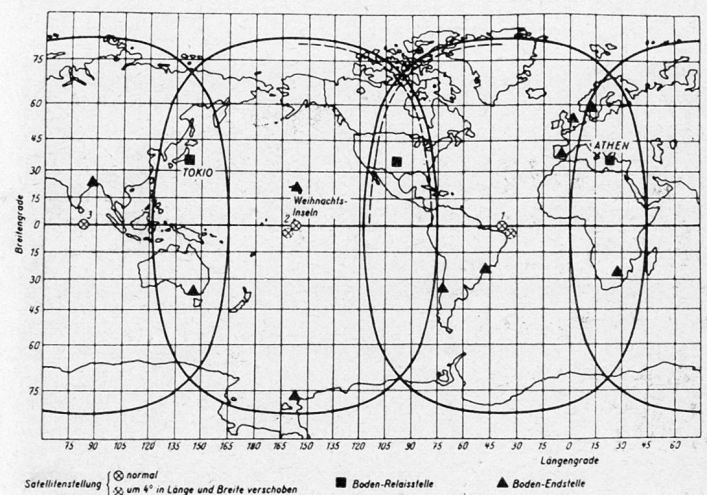 75
60
45
30
15
0
15
30
45
60
75
Breitengrade
TOKIO
Weihnachts-
Inseln
ATHEN
3
2
1
75 90 105 120 135 150 165 180 165 150 135 120 105 90 75 60 45 30 15 0 15 30 45 60
Längengrade
Satellitenstellung
normal
um 4° in Länge und Breite verschoben
Boden-Relaisstelle
Boden-Endstelle